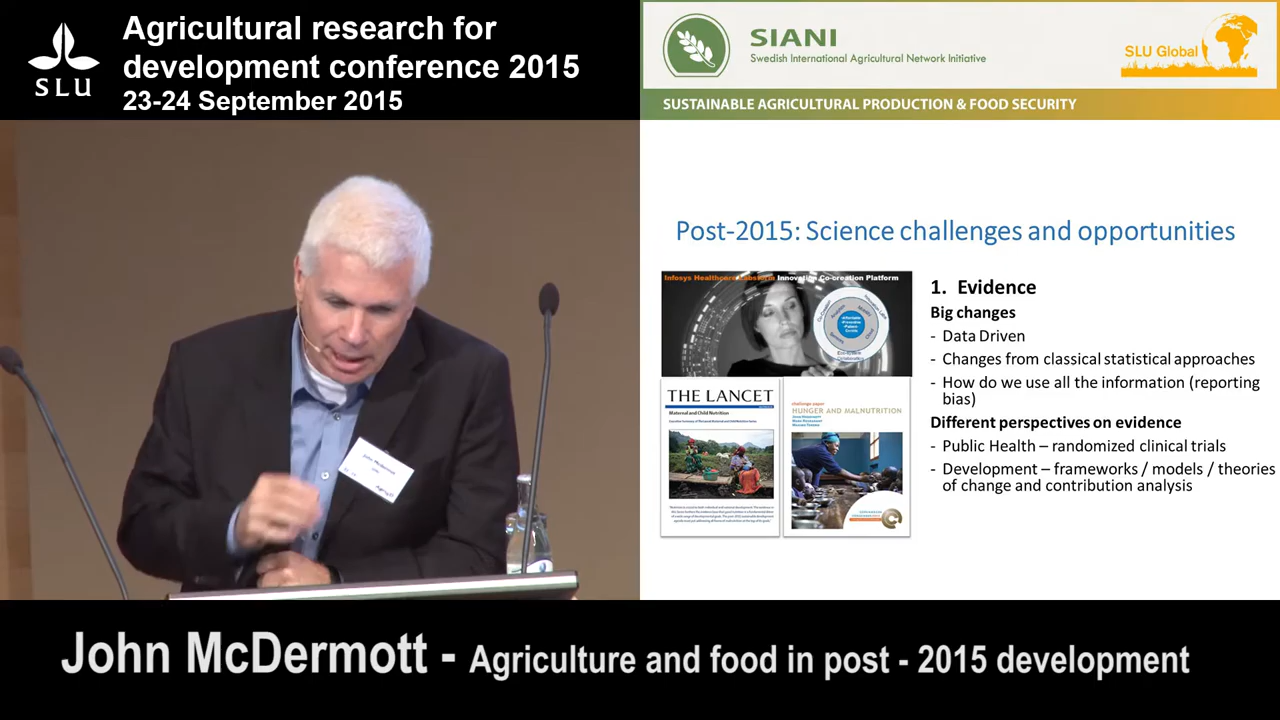 Agricultural research for
development conference 2015
23-24 September 2015
SLU
SIANI
Swedish International Agricultural Network Initiative
SLU Global
SUSTAINABLE AGRICULTURAL PRODUCTION & FOOD SECURITY
Post-2015: Science challenges and opportunities
Infosys Healthcare Innovation Co-creation Platform
THE LANCET
Maternal and Child Nutrition
challenge paper
HUNGER AND MALNUTRITION
1. Evidence
Big changes
- Data Driven
- Changes from classical statistical approaches
- How do we use all the information (reporting
bias)
Different perspectives on evidence
- Public Health – randomized clinical trials
- Development – frameworks / models / theories
of change and contribution analysis
John McDermott
John McDermott - Agriculture and food in post - 2015 development